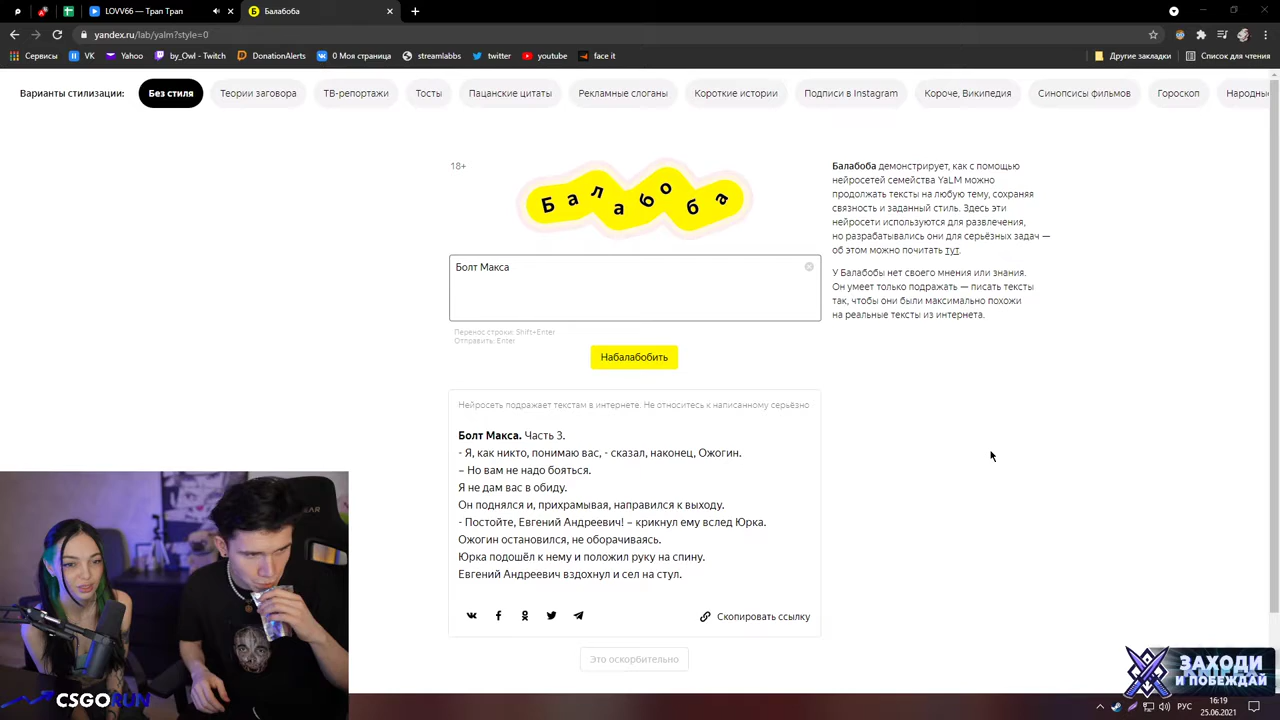 LOVV66 — Трап Трап
Балабоба
yandex.ru/lab/yalm?style=0
Сервисы
VK
Yahoo
by_Owl - Twitch
DonationAlerts
0 Моя страница
streamlabs
twitter
youtube
face it
Другие закладки
Список для чтения
Варианты стилизации:
Без стиля
Теории заговора
ТВ-репортажи
Тосты
Пацанские цитаты
Рекламные слоганы
Короткие истории
Подписи в Instagram
Короче, Википедия
Синопсисы фильмов
Гороскоп
Народны
18+
Балабоба
Балабоба демонстрирует, как с помощью
нейросетей семейства YaLM можно
продолжать тексты на любую тему, сохраняя
связность и заданный стиль. Здесь эти
нейросети используются для развлечения,
но разрабатывались они для серьёзных задач —
об этом можно почитать тут.
У Балабобы нет своего мнения или знания.
Он умеет только подражать — писать тексты
так, чтобы они были максимально похожи
на реальные тексты из интернета.
Болт Макса
Перенос строки: Shift+Enter
Отправить: Enter
Набалабобить
Нейросеть подражает текстам в интернете. Не относитесь к написанному серьёзно
Болт Макса. Часть 3.
- Я, как никто, понимаю вас, - сказал, наконец, Ожогин.
– Но вам не надо бояться.
Я не дам вас в обиду.
Он поднялся и, прихрамывая, направился к выходу.
- Постойте, Евгений Андреевич! – крикнул ему вслед Юрка.
Ожогин остановился, не оборачиваясь.
Юрка подошёл к нему и положил руку на спину.
Евгений Андреевич вздохнул и сел на стул.
Скопировать ссылку
Это оскорбительно
CSGORUN
ЗАХОДИ
И ПОБЕЖДАЙ
РУС
16:19
25.06.2021